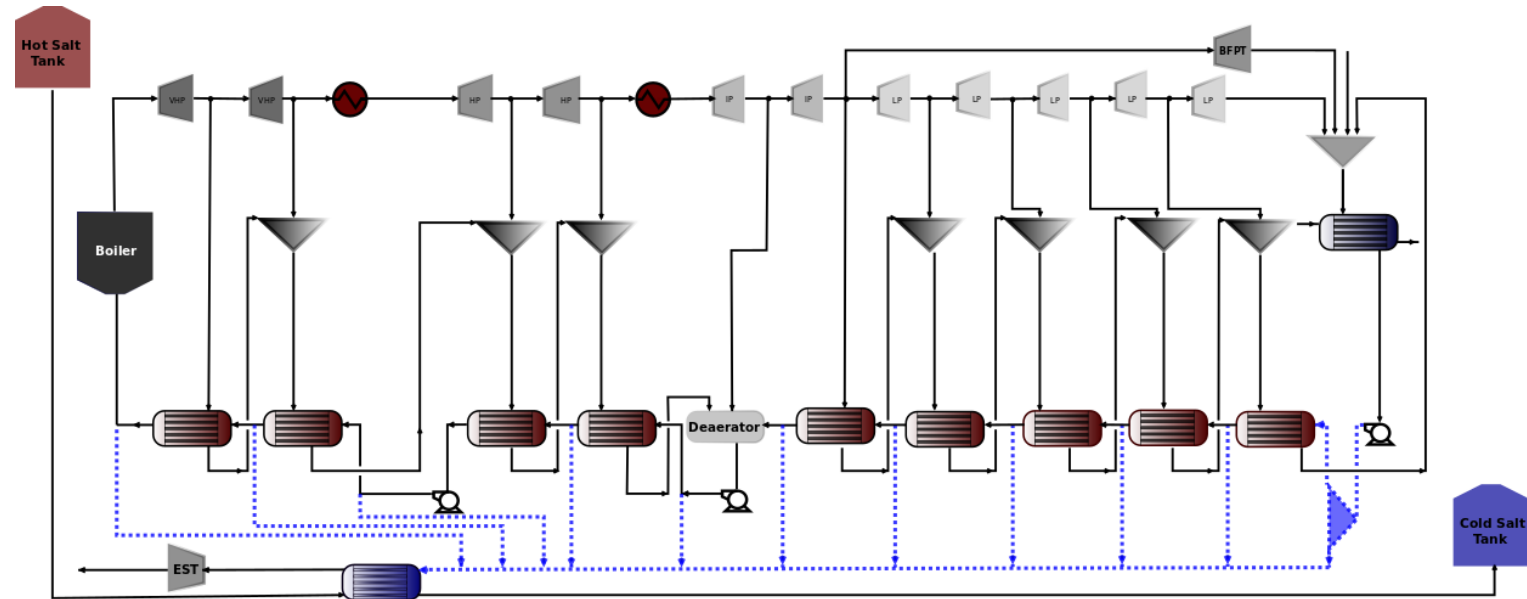 Hot Salt
Tank
BFPT
VHP
VHP
HP
HP
IP
IP
LP
LP
LP
LP
LP
Boiler
Deaerator
EST
Cold Salt
Tank